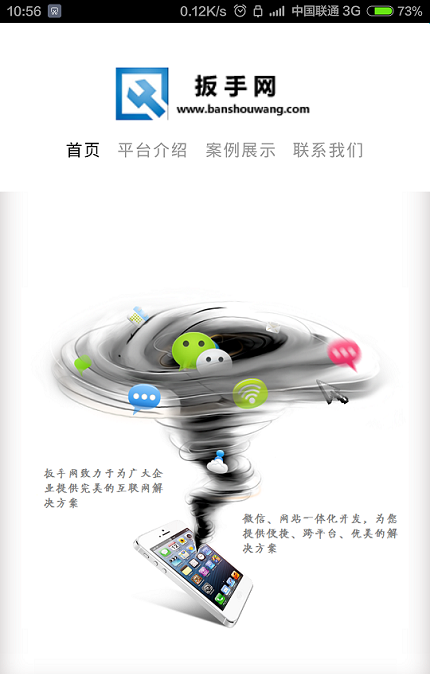 10:56 0.12K/s 中国联通 3G 73%
扳手网
www.banshouwang.com
首页 平台介绍 案例展示 联系我们
扳手网致力于为广大企
业提供完美的互联网解
决方案
微信、网站一体化开发，为您
提供便捷、跨平台、优美的解
决方案